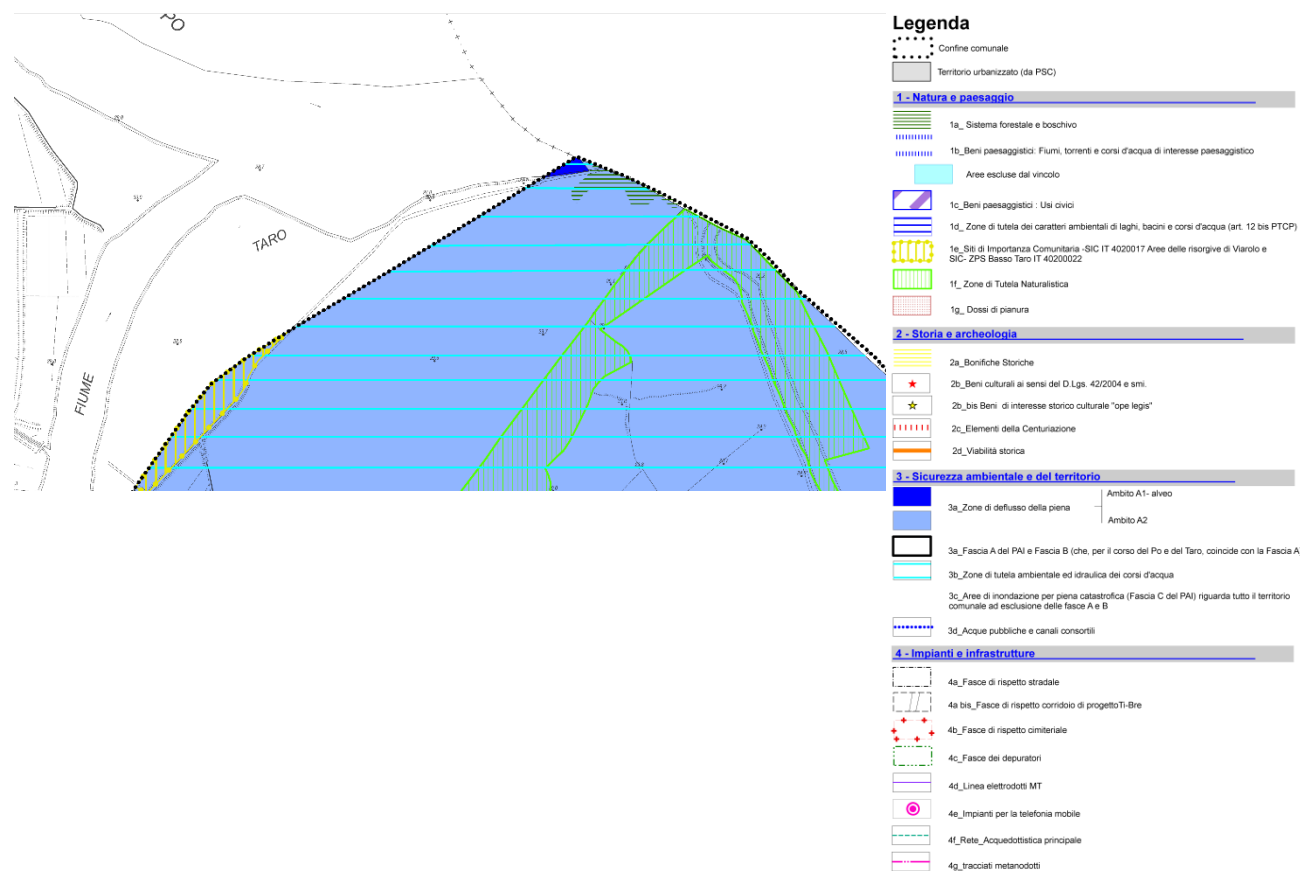 PO
TARO
FIUME
Legenda
Confine comunale
Territorio urbanizzato (da PSC)
1 - Natura e paesaggio
1a_ Sistema forestale e boschivo
1b_Beni paesaggistici: Fiumi, torrenti e corsi d'acqua di interesse paesaggistico
Aree escluse dal vincolo
1c_Beni paesaggistici : Usi civici
1d_ Zone di tutela dei caratteri ambientali di laghi, bacini e corsi d'acqua (art. 12 bis PTCP)
1e_Siti di Importanza Comunitaria -SIC IT 4020017 Aree delle risorgive di Viarolo e
SIC- ZPS Basso Taro IT 40200022
1f_ Zone di Tutela Naturalistica
1g_ Dossi di pianura
2 - Storia e archeologia
2a_Bonifiche Storiche
2b_Beni culturali ai sensi del D.Lgs. 42/2004 e smi.
2b_bis Beni di interesse storico culturale "ope legis"
2c_Elementi della Centuriazione
2d_Viabilità storica
3 - Sicurezza ambientale e del territorio
Ambito A1- alveo
3a_Zone di deflusso della piena
Ambito A2
3a_Fascia A del PAI e Fascia B (che, per il corso del Po e del Taro, coincide con la Fascia A
3b_Zone di tutela ambientale ed idraulica dei corsi d'acqua
3c_Aree di inondazione per piena catastrofica (Fascia C del PAI) riguarda tutto il territorio
comunale ad esclusione delle fasce A e B
3d_Acque pubbliche e canali consortili
4 - Impianti e infrastrutture
4a_Fasce di rispetto stradale
4a bis_Fasce di rispetto corridoio di progettoTi-Bre
4b_Fasce di rispetto cimiteriale
4c_Fasce dei depuratori
4d_Linea elettrodotti MT
4e_Impianti per la telefonia mobile
4f_Rete_Acquedottistica principale
4g_tracciati metanodotti